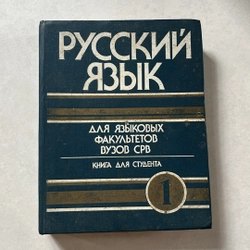 РУССКИЙ
ЯЗЫК
ДЛЯ ЯЗЫКОВЫХ
ФАКУЛЬТЕТОВ
ВУЗОВ СРВ
КНИГА ДЛЯ СТУДЕНТА
1